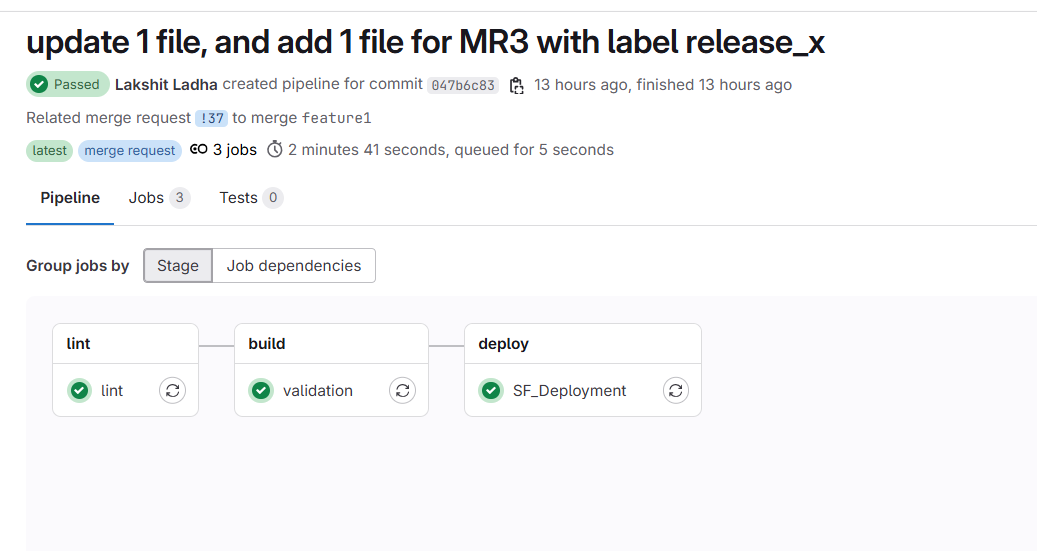 update 1 file, and add 1 file for MR3 with label release_x
Passed Lakshit Ladha created pipeline for commit 047b6c83 13 hours ago, finished 13 hours ago
Related merge request !37 to merge feature1
latest merge request 3 jobs 2 minutes 41 seconds, queued for 5 seconds
Pipeline Jobs 3 Tests 0
Group jobs by Stage Job dependencies
lint build deploy
lint validation SF_Deployment